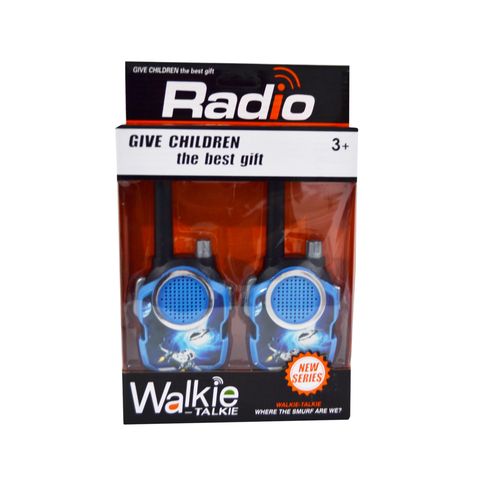 GIVE CHILDREN the best gift
Radio
GIVE CHILDREN
the best gift
3+
NEW
SERIES
Walkie
TALKIE
WALKIE-TALKIE
WHERE THE SMURF ARE WE?